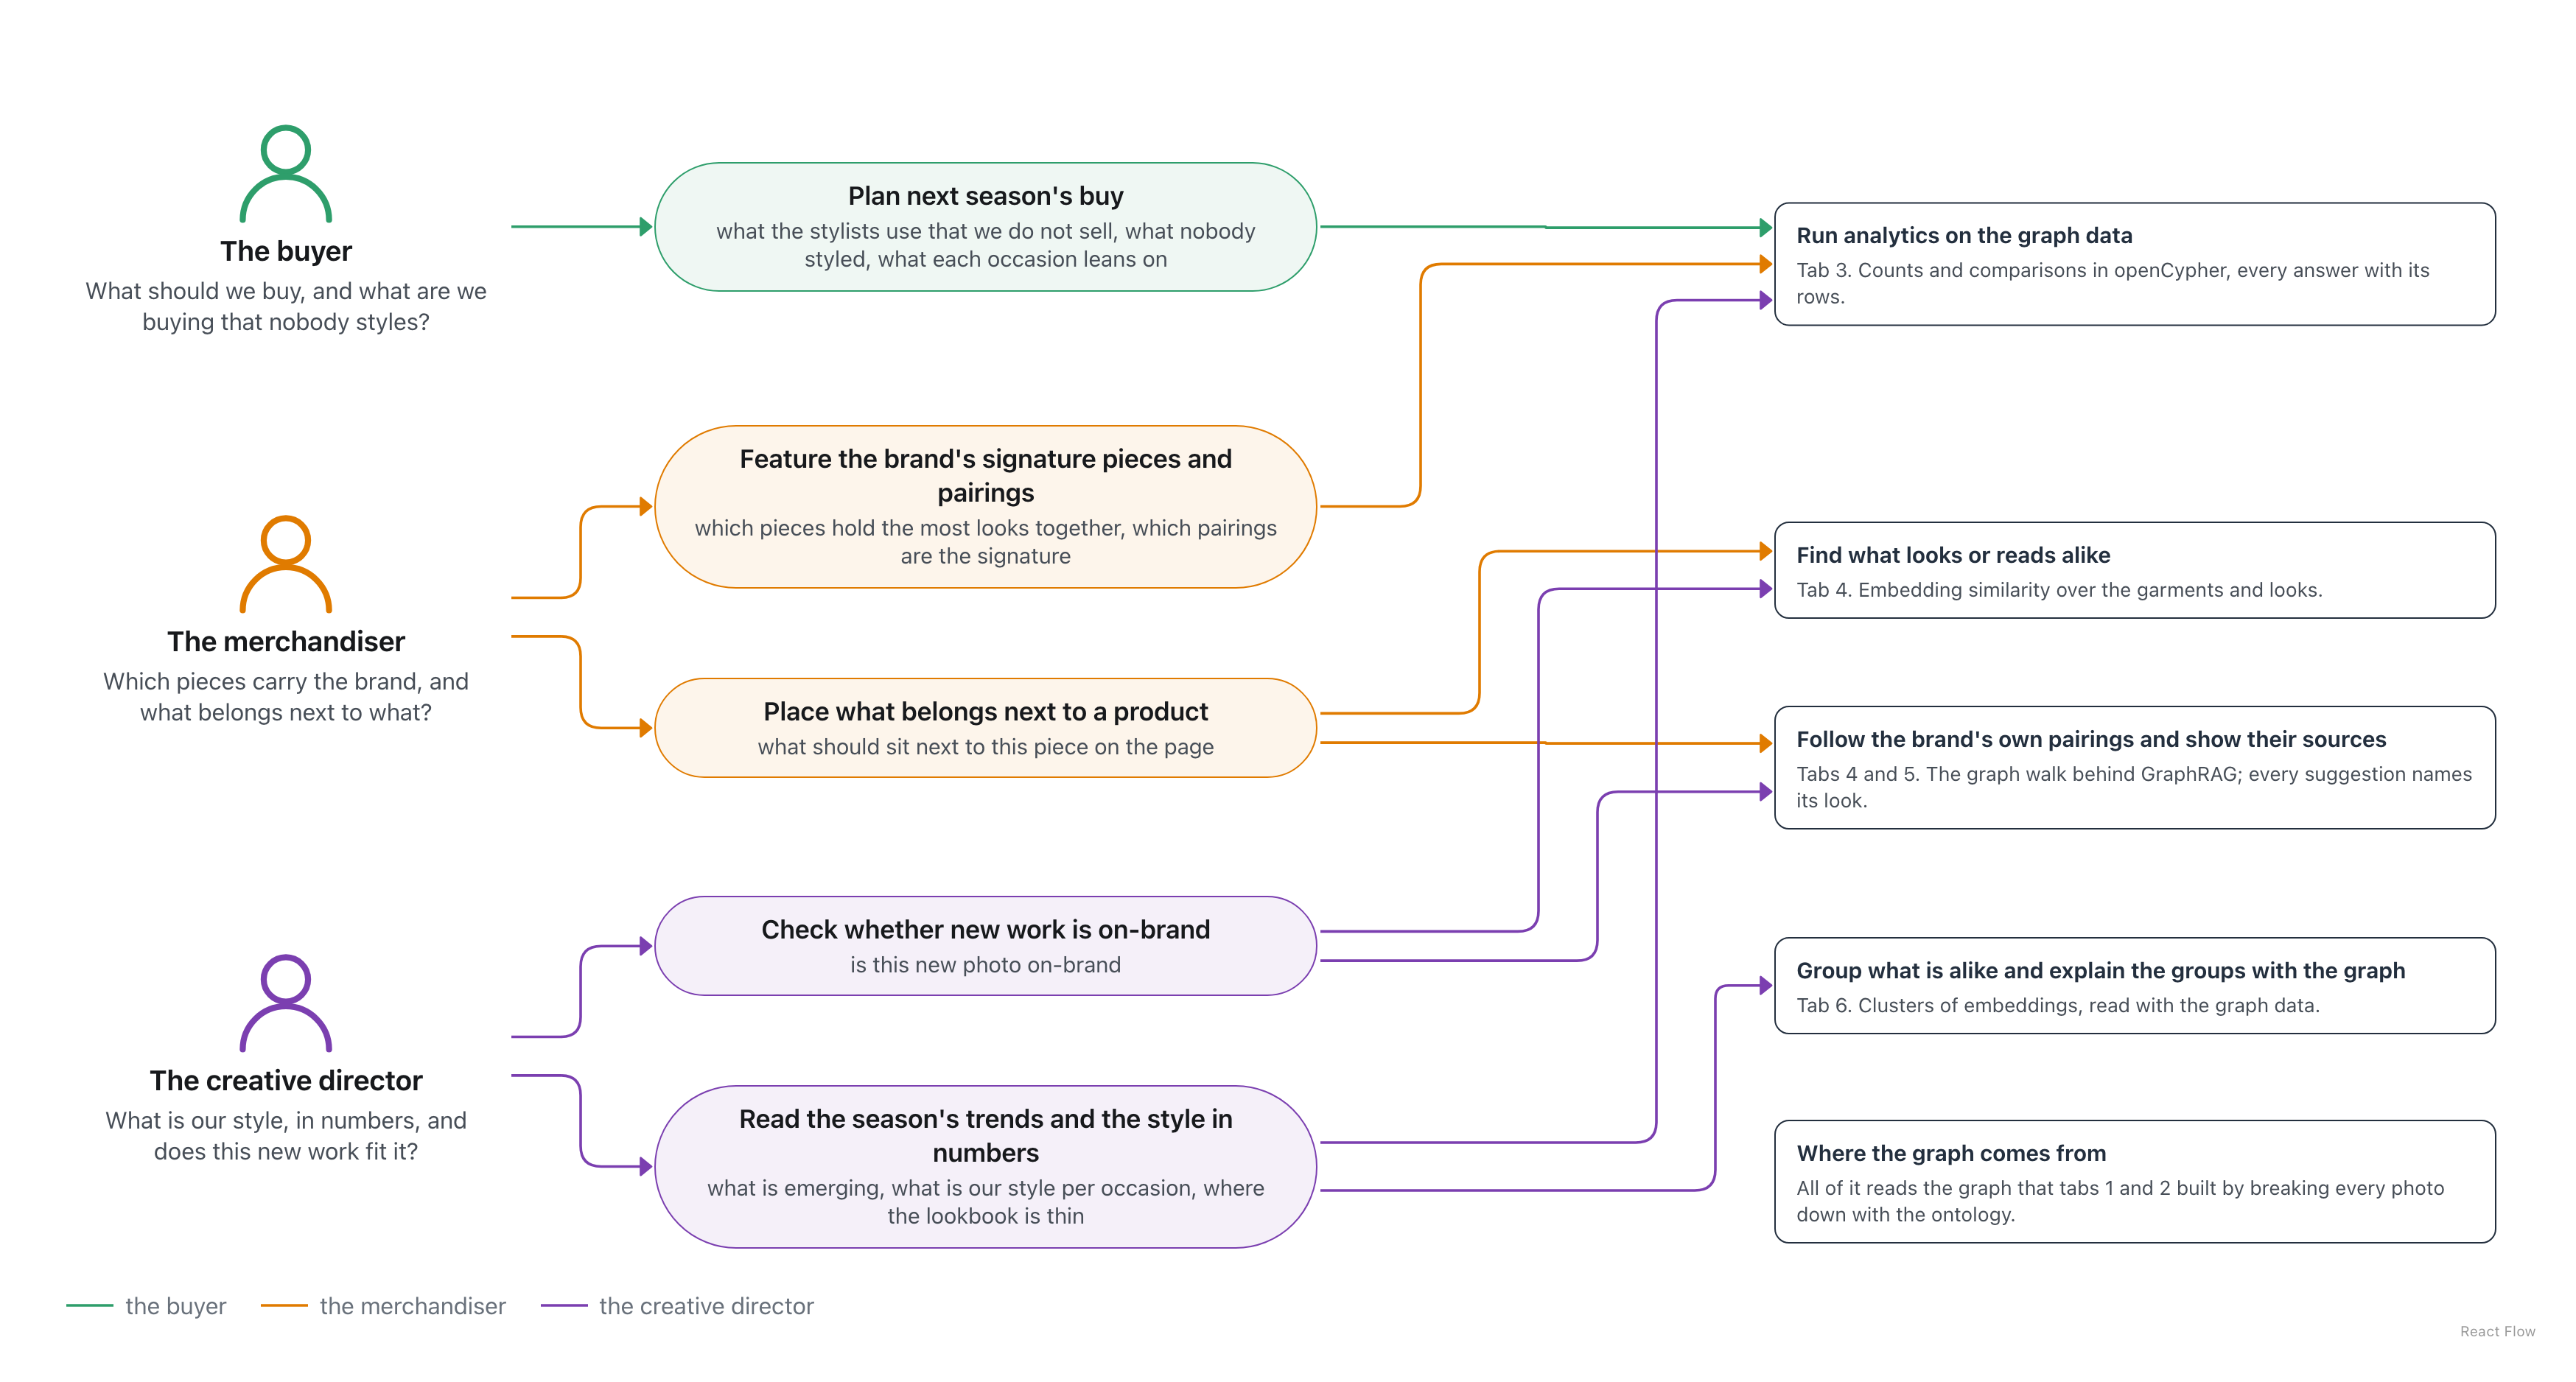 The buyer
What should we buy, and what are we
buying that nobody styles?
Plan next season's buy
what the stylists use that we do not sell, what nobody
styled, what each occasion leans on
Run analytics on the graph data
Tab 3. Counts and comparisons in openCypher, every answer with its
rows.
The merchandiser
Which pieces carry the brand, and
what belongs next to what?
Feature the brand's signature pieces and
pairings
which pieces hold the most looks together, which pairings
are the signature
Place what belongs next to a product
what should sit next to this piece on the page
Find what looks or reads alike
Tab 4. Embedding similarity over the garments and looks.
Follow the brand's own pairings and show their sources
Tabs 4 and 5. The graph walk behind GraphRAG; every suggestion names
its look.
The creative director
What is our style, in numbers, and
does this new work fit it?
Check whether new work is on-brand
is this new photo on-brand
Read the season's trends and the style in
numbers
what is emerging, what is our style per occasion, where
the lookbook is thin
Group what is alike and explain the groups with the graph
Tab 6. Clusters of embeddings, read with the graph data.
Where the graph comes from
All of it reads the graph that tabs 1 and 2 built by breaking every photo
down with the ontology.
the buyer
the merchandiser
the creative director
React Flow